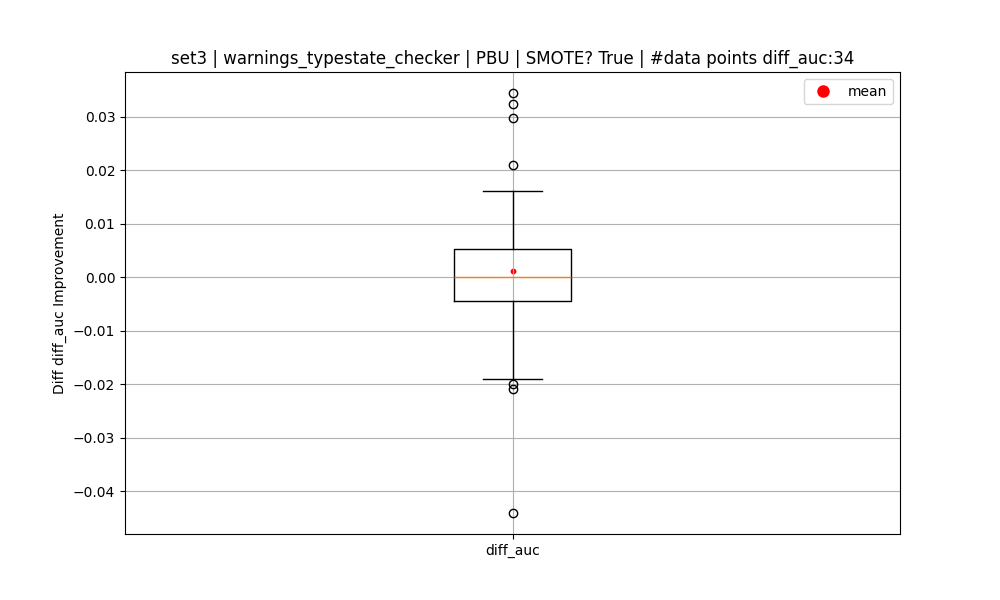 set3 | warnings_typestate_checker | PBU | SMOTE? True | #data points diff_auc:34
mean
0.03
0.02
0.01
0.00
−0.01
−0.02
−0.03
−0.04
Diff diff_auc Improvement
diff_auc